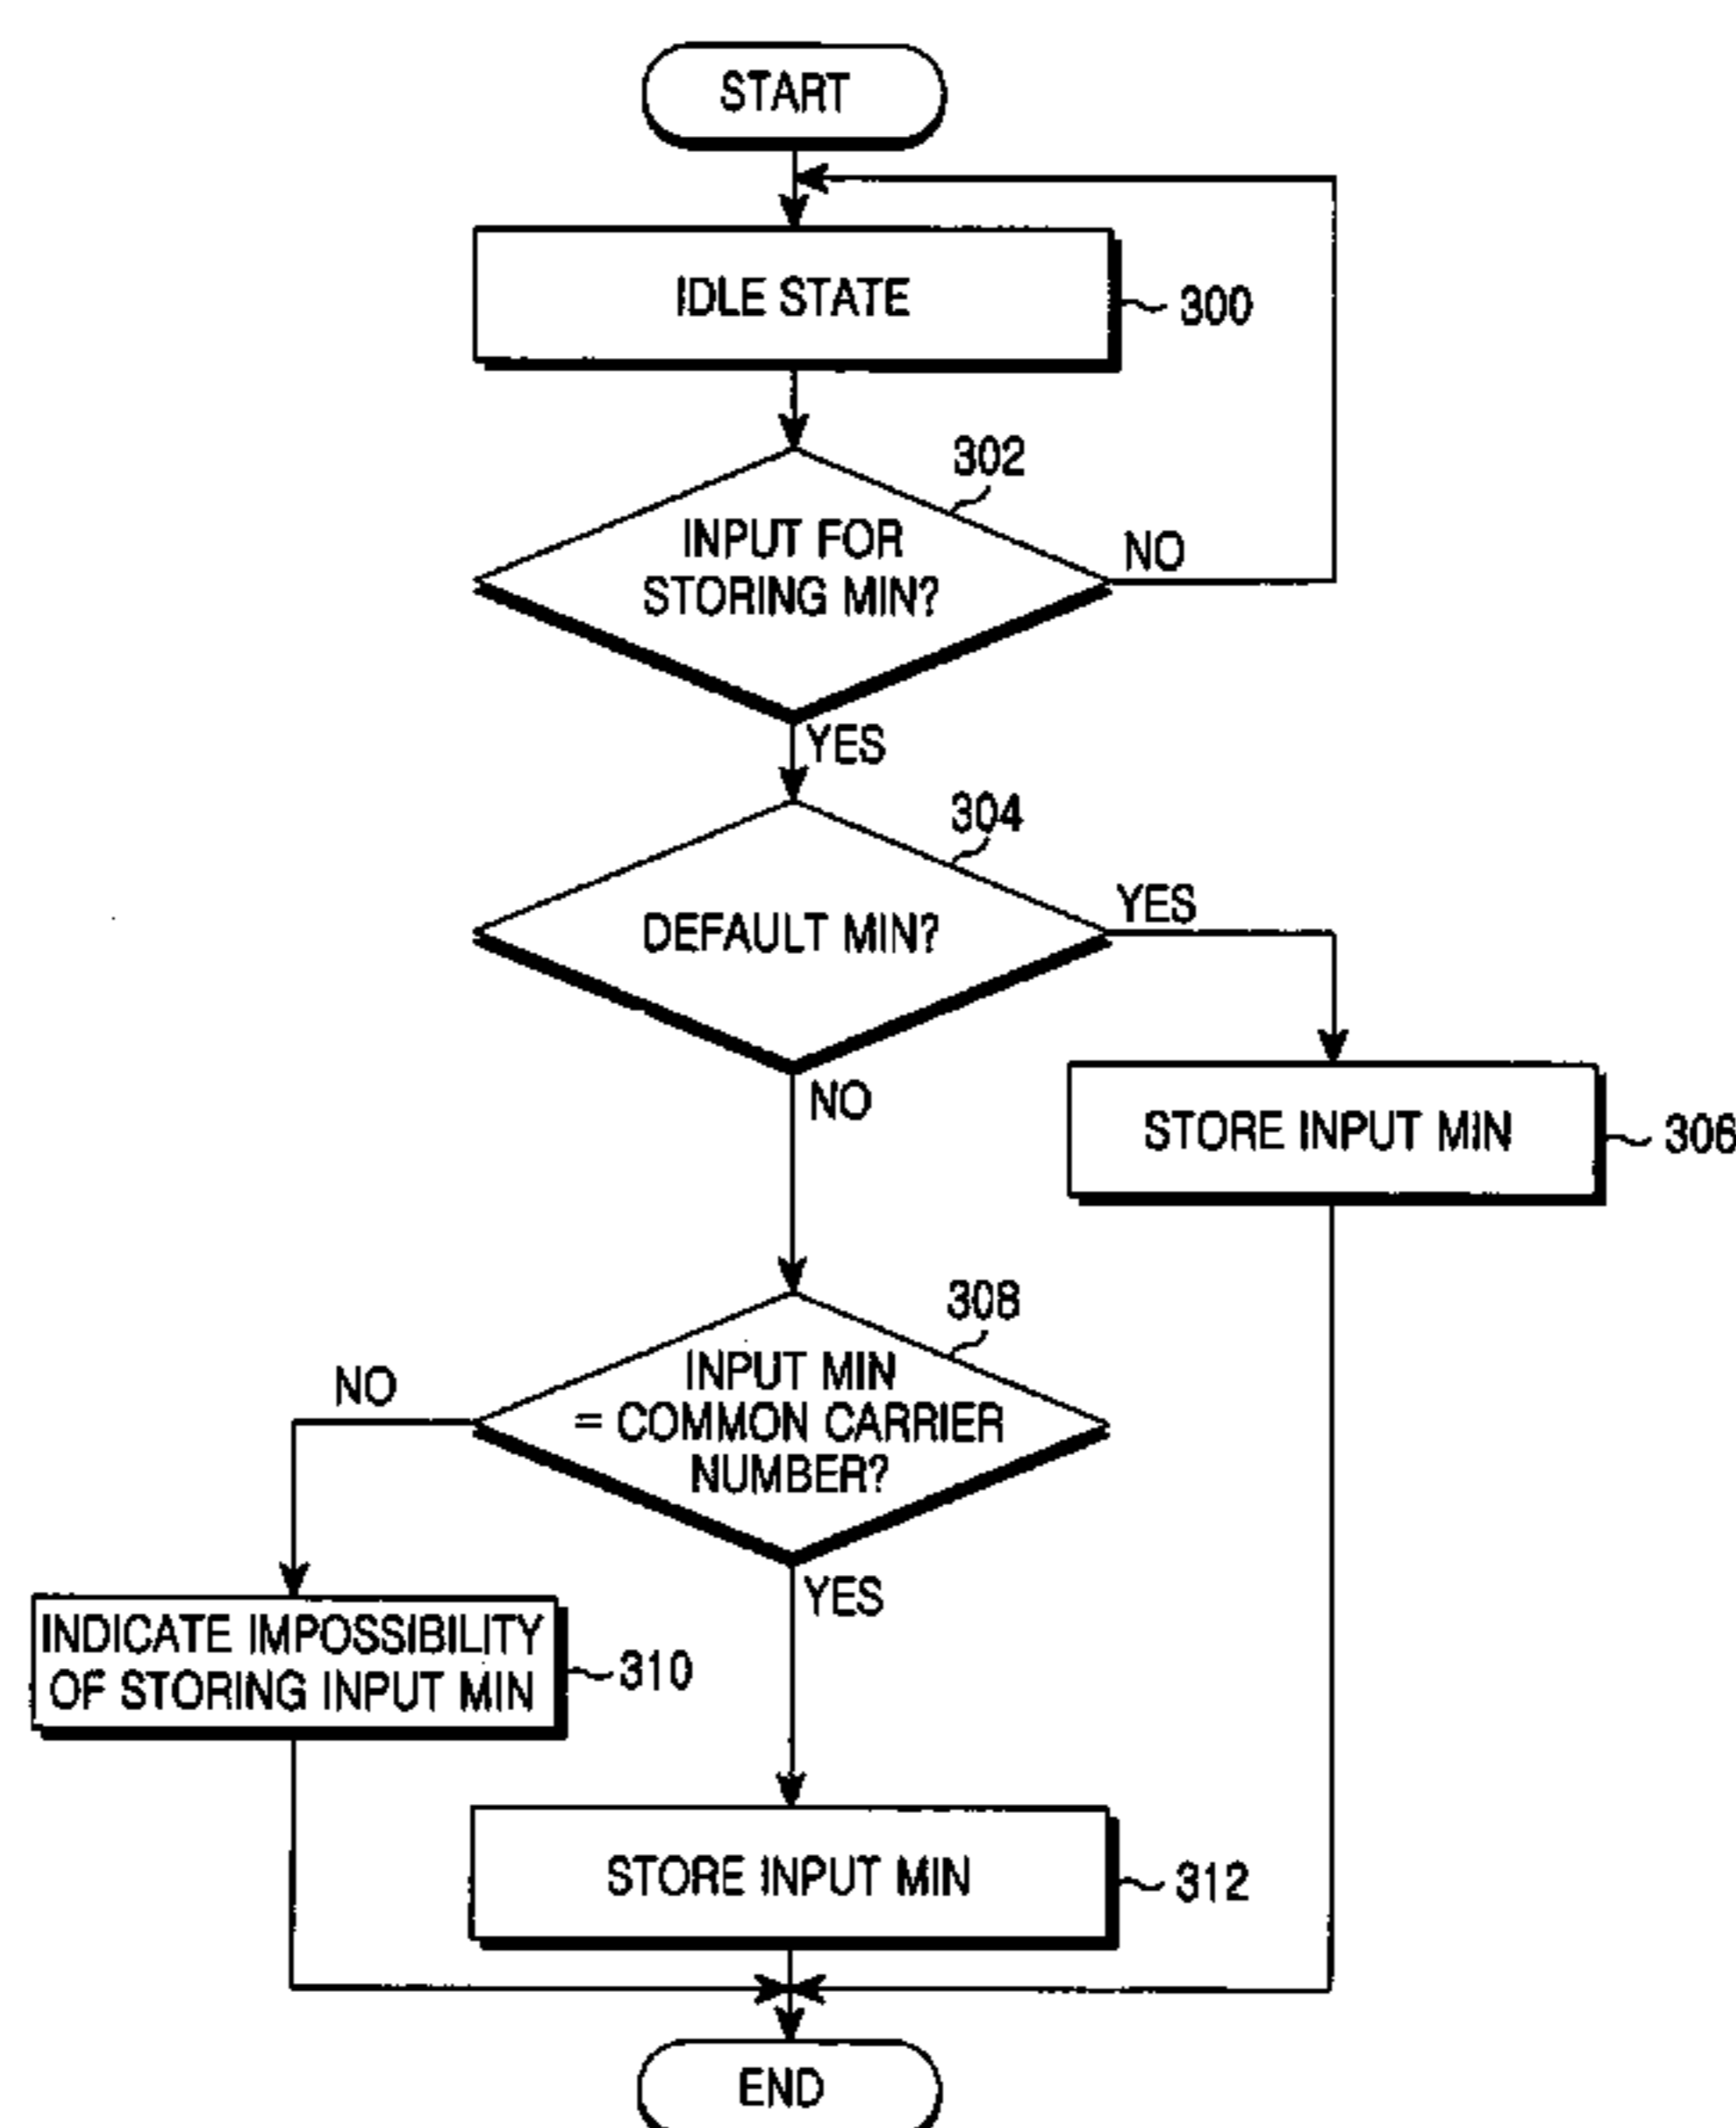 START
IDLE STATE
300
302
INPUT FOR
STORING MIN?
NO
YES
304
DEFAULT MIN?
YES
NO
STORE INPUT MIN
306
308
INPUT MIN
= COMMON CARRIER
NUMBER?
NO
YES
INDICATE IMPOSSIBILITY
OF STORING INPUT MIN
310
STORE INPUT MIN
312
END